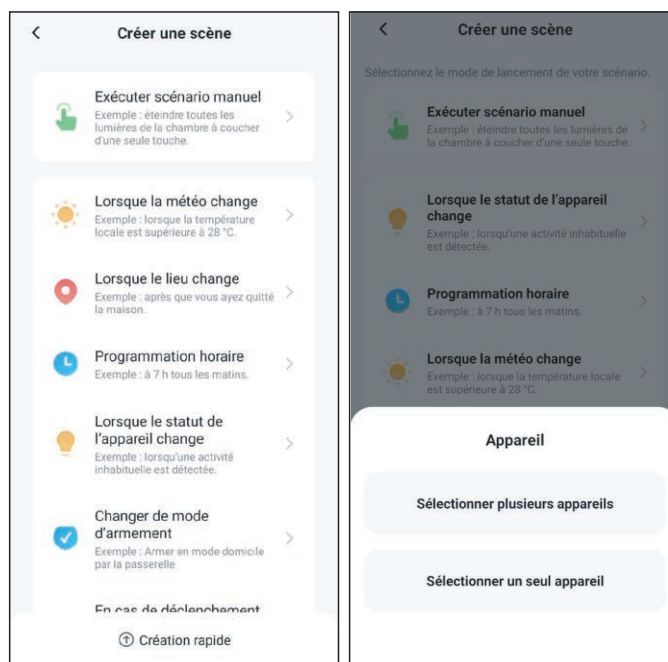 Créer une scène
Exécuter scénario manuel
Exemple : éteindre toutes les
lumières de la chambre à coucher
d'une seule touche.
Lorsque la météo change
Exemple : lorsque la température
locale est supérieure à 28 °C.
Lorsque le lieu change
Exemple : après que vous ayez quitté
la maison.
Programmation horaire
Exemple : à 7 h tous les matins.
Lorsque le statut de
l'appareil change
Exemple : lorsqu'une activité
inhabituelle est détectée.
Changer de mode
d'armement
Exemple : Armer en mode domicile
par la passerelle
En cas de déclenchement
Création rapide
Créer une scène
Sélectionnez le mode de lancement de votre scénario.
Exécuter scénario manuel
Exemple : éteindre toutes les lumières de
la chambre à coucher d'une seule touche.
Lorsque le statut de l'appareil
change
Exemple : lorsqu'une activité inhabituelle
est détectée.
Programmation horaire
Exemple : à 7 h tous les matins.
Lorsque la météo change
Exemple : lorsque la température locale
est supérieure à 28 °C.
Appareil
Sélectionner plusieurs appareils
Sélectionner un seul appareil